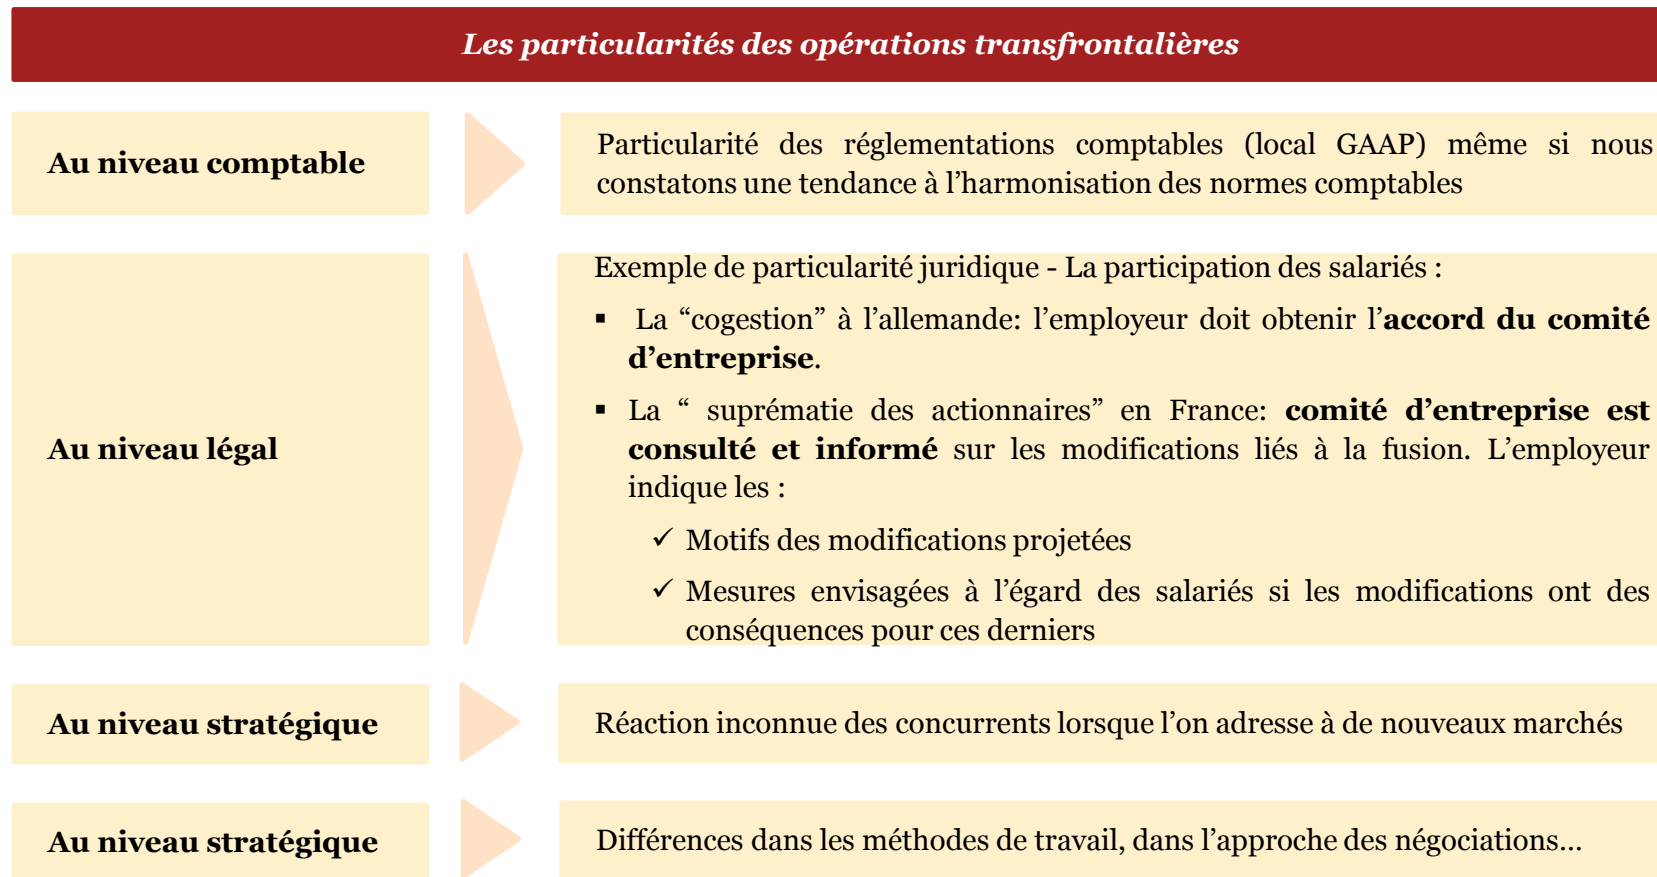 Les particularités des opérations transfrontalières
Au niveau comptable
Particularité des réglementations comptables (local GAAP) même si nous
constatons une tendance à l’harmonisation des normes comptables
Au niveau légal
Exemple de particularité juridique - La participation des salariés :
▪ La “cogestion” à l’allemande: l’employeur doit obtenir l’accord du comité
d’entreprise.
▪ La “ suprématie des actionnaires” en France: comité d’entreprise est
consulté et informé sur les modifications liés à la fusion. L’employeur
indique les :
✓ Motifs des modifications projetées
✓ Mesures envisagées à l’égard des salariés si les modifications ont des
conséquences pour ces derniers
Au niveau stratégique
Réaction inconnue des concurrents lorsque l’on adresse à de nouveaux marchés
Au niveau stratégique
Différences dans les méthodes de travail, dans l’approche des négociations…